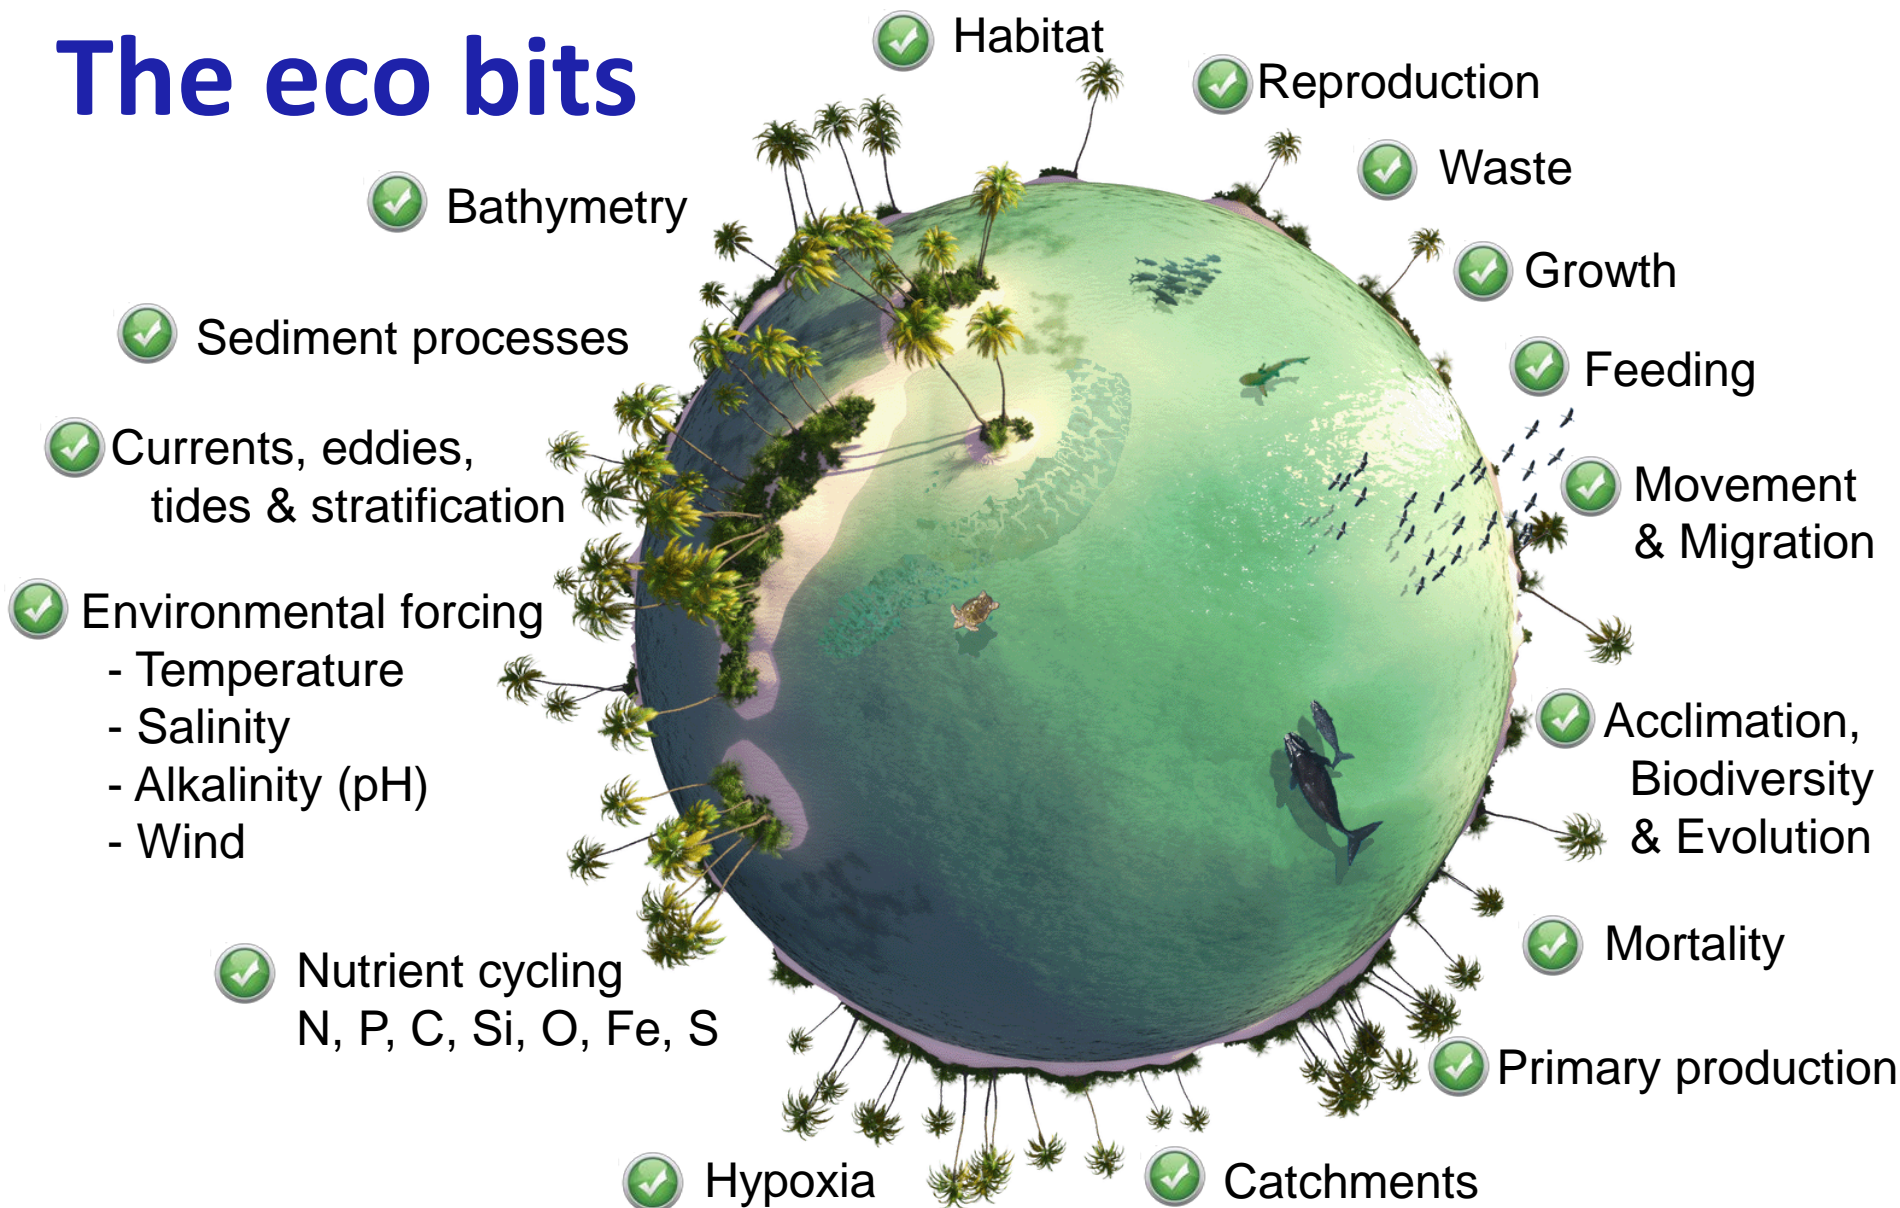 The eco bits
Habitat
Reproduction
Waste
Growth
Feeding
Movement
& Migration
Acclimation,
Biodiversity
& Evolution
Mortality
Primary production
Catchments
Hypoxia
Nutrient cycling
N, P, C, Si, O, Fe, S
Environmental forcing
- Temperature
- Salinity
- Alkalinity (pH)
- Wind
Currents, eddies,
tides & stratification
Sediment processes
Bathymetry